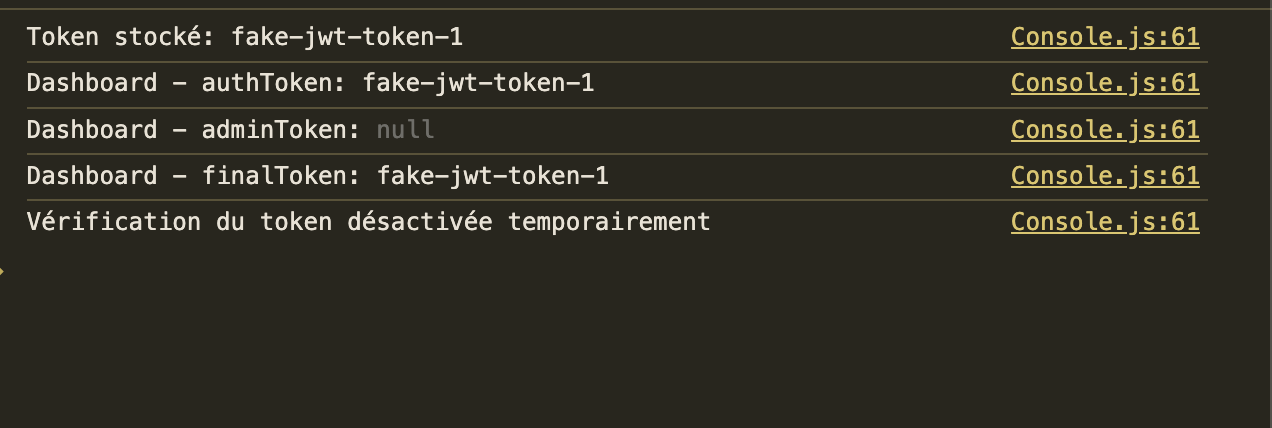 Token stocké: fake-jwt-token-1 Console.js:61
Dashboard - authToken: fake-jwt-token-1 Console.js:61
Dashboard - adminToken: null Console.js:61
Dashboard - finalToken: fake-jwt-token-1 Console.js:61
Vérification du token désactivée temporairement Console.js:61